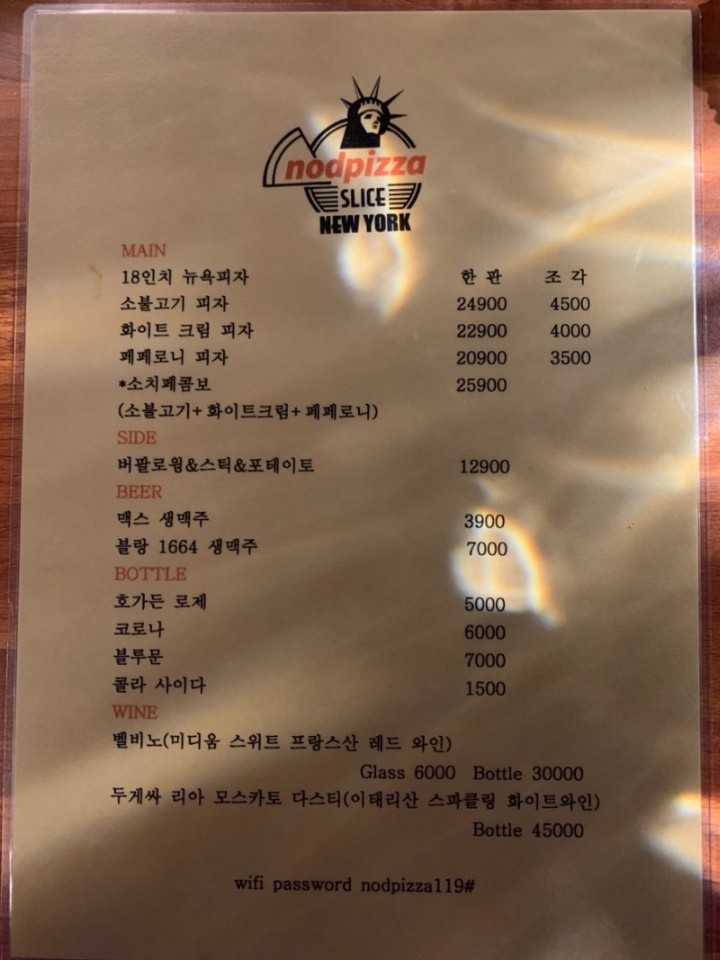 nodpizza
SLICE
NEW YORK
MAIN
18인치 뉴욕피자 한 판 조 각
소불고기 피자 24900 4500
화이트 크림 피자 22900 4000
페페로니 피자 20900 3500
*소치페콤보 25900
(소불고기+화이트크림+페페로니)
SIDE
버팔로윙&스틱&포테이토 12900
BEER
맥스 생맥주 3900
블랑 1664 생맥주 7000
BOTTLE
호가든 로제 5000
코로나 6000
블루문 7000
콜라 사이다 1500
WINE
벨비노(미디움 스위트 프랑스산 레드 와인)
Glass 6000 Bottle 30000
두게싸 리아 모스카토 다스티(이태리산 스파클링 화이트와인)
Bottle 45000
wifi password nodpizza119#